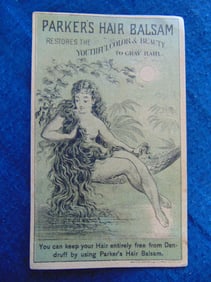 PARKER'S HAIR BALSAM
RESTORES THE
YOUTHFUL COLOR & BEAUTY
TO GRAY HAIR.
You can keep your Hair entirely free from Dan-
druff by using Parker's Hair Balsam.